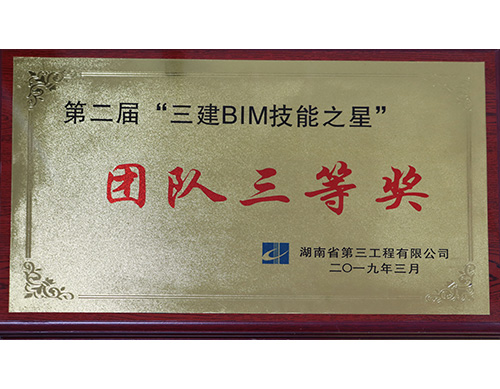 第二届“三建BIM技能之星”
团队三等奖
湖南省第三工程有限公司
二〇一九年三月